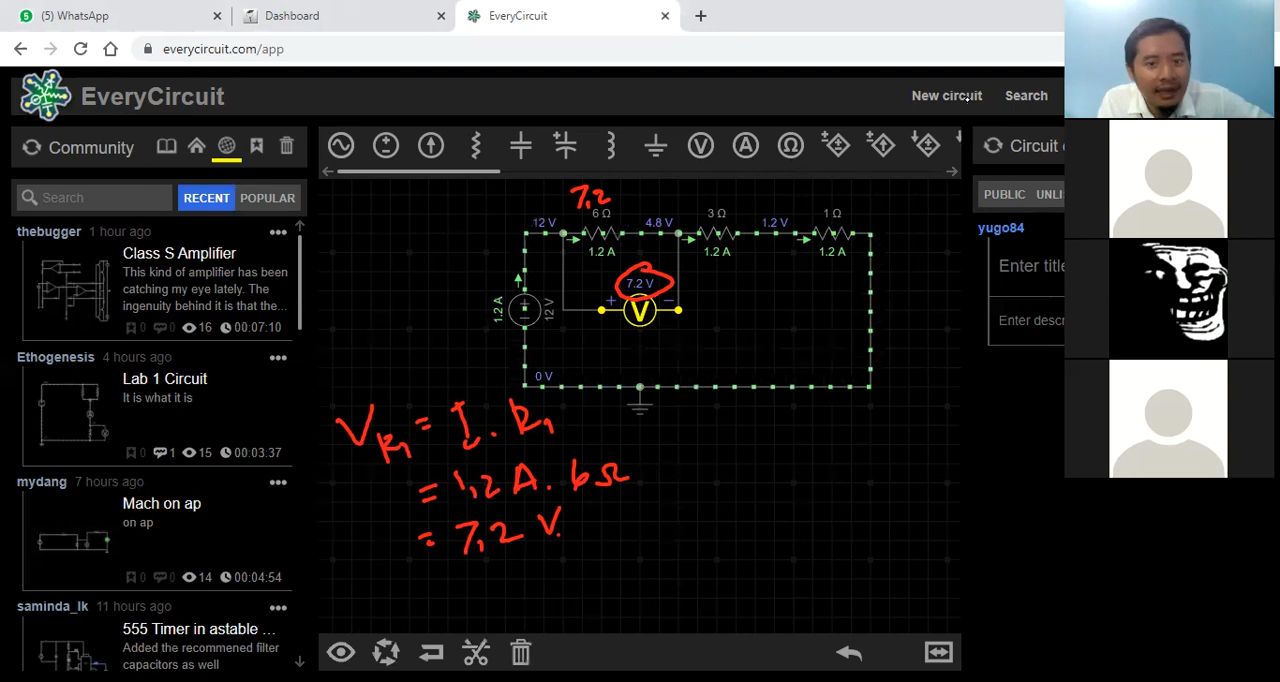 (5) WhatsApp
Dashboard
EveryCircuit
everycircuit.com/app
EveryCircuit
New circuit
Search
Community
V
A
Ω
Circuit
Search
RECENT
POPULAR
PUBLIC
UNLI
thebugger 1 hour ago
Class S Amplifier
This kind of amplifier has been
catching my eye lately. The
ingenuity behind it is that the
0 0 16 00:07:10
Ethogenesis 4 hours ago
Lab 1 Circuit
It is what it is
0 1 15 00:03:37
mydang 7 hours ago
Mach on ap
on ap
0 0 14 00:04:54
saminda_lk 11 hours ago
555 Timer in astable ...
Added the recommened filter
capacitors as well
yugo84
Enter title
Enter descr
7,2
12 V 6 Ω 4.8 V 3 Ω 1.2 V 1 Ω
1.2 A 1.2 A 1.2 A
7.2 V
+ V −
1.2 A 12 V
0 V
VR1 = I . R1
= 1,2 A . 6 Ω
= 7,2 V.